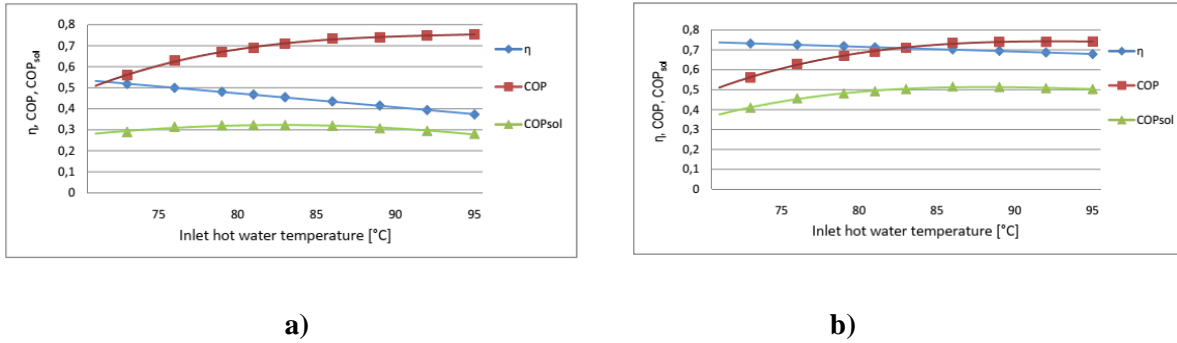 0,8
0,7
0,6
0,5
0,4
0,3
0,2
0,1
0
η, COP, COPsol
75 80 85 90 95
Inlet hot water temperature [°C]
η
COP
COPsol
a)
0,8
0,7
0,6
0,5
0,4
0,3
0,2
0,1
0
η, COP, COPsol
75 80 85 90 95
Inlet hot water temperature [°C]
η
COP
COPsol
b)